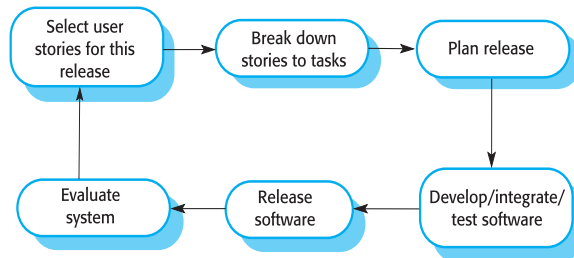 Select user
stories for this
release
Break down
stories to tasks
Plan release
Evaluate
system
Release
software
Develop/integrate/
test software